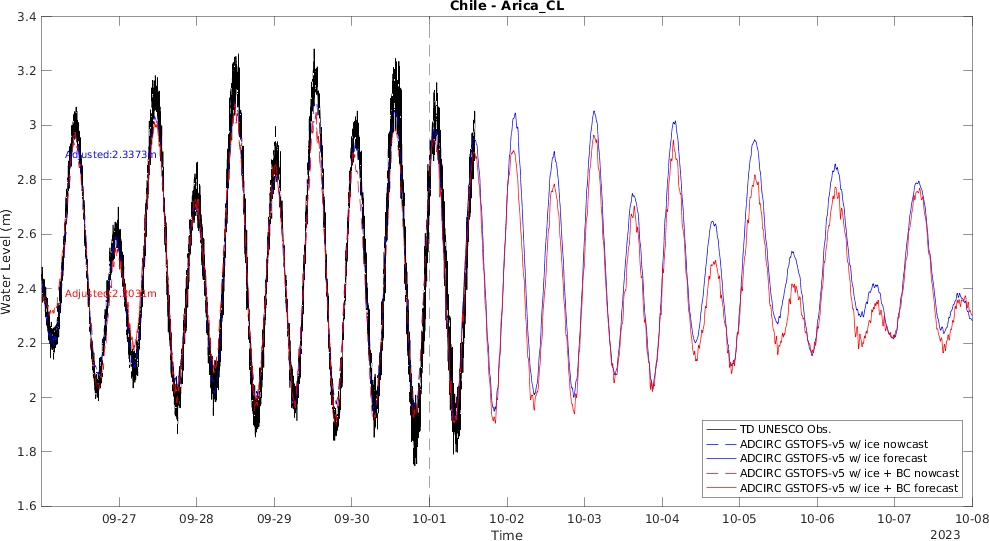 Chile - Arica_CL
Water Level (m)
3.4
3.2
3
2.8
2.6
2.4
2.2
2
1.8
1.6
Adjusted:2.3373m
Adjusted:2.2031m
TD UNESCO Obs.
ADCIRC GSTOFS-v5 w/ ice nowcast
ADCIRC GSTOFS-v5 w/ ice forecast
ADCIRC GSTOFS-v5 w/ ice + BC nowcast
ADCIRC GSTOFS-v5 w/ ice + BC forecast
09-27 09-28 09-29 09-30 10-01 10-02 10-03 10-04 10-05 10-06 10-07 10-08
Time
2023